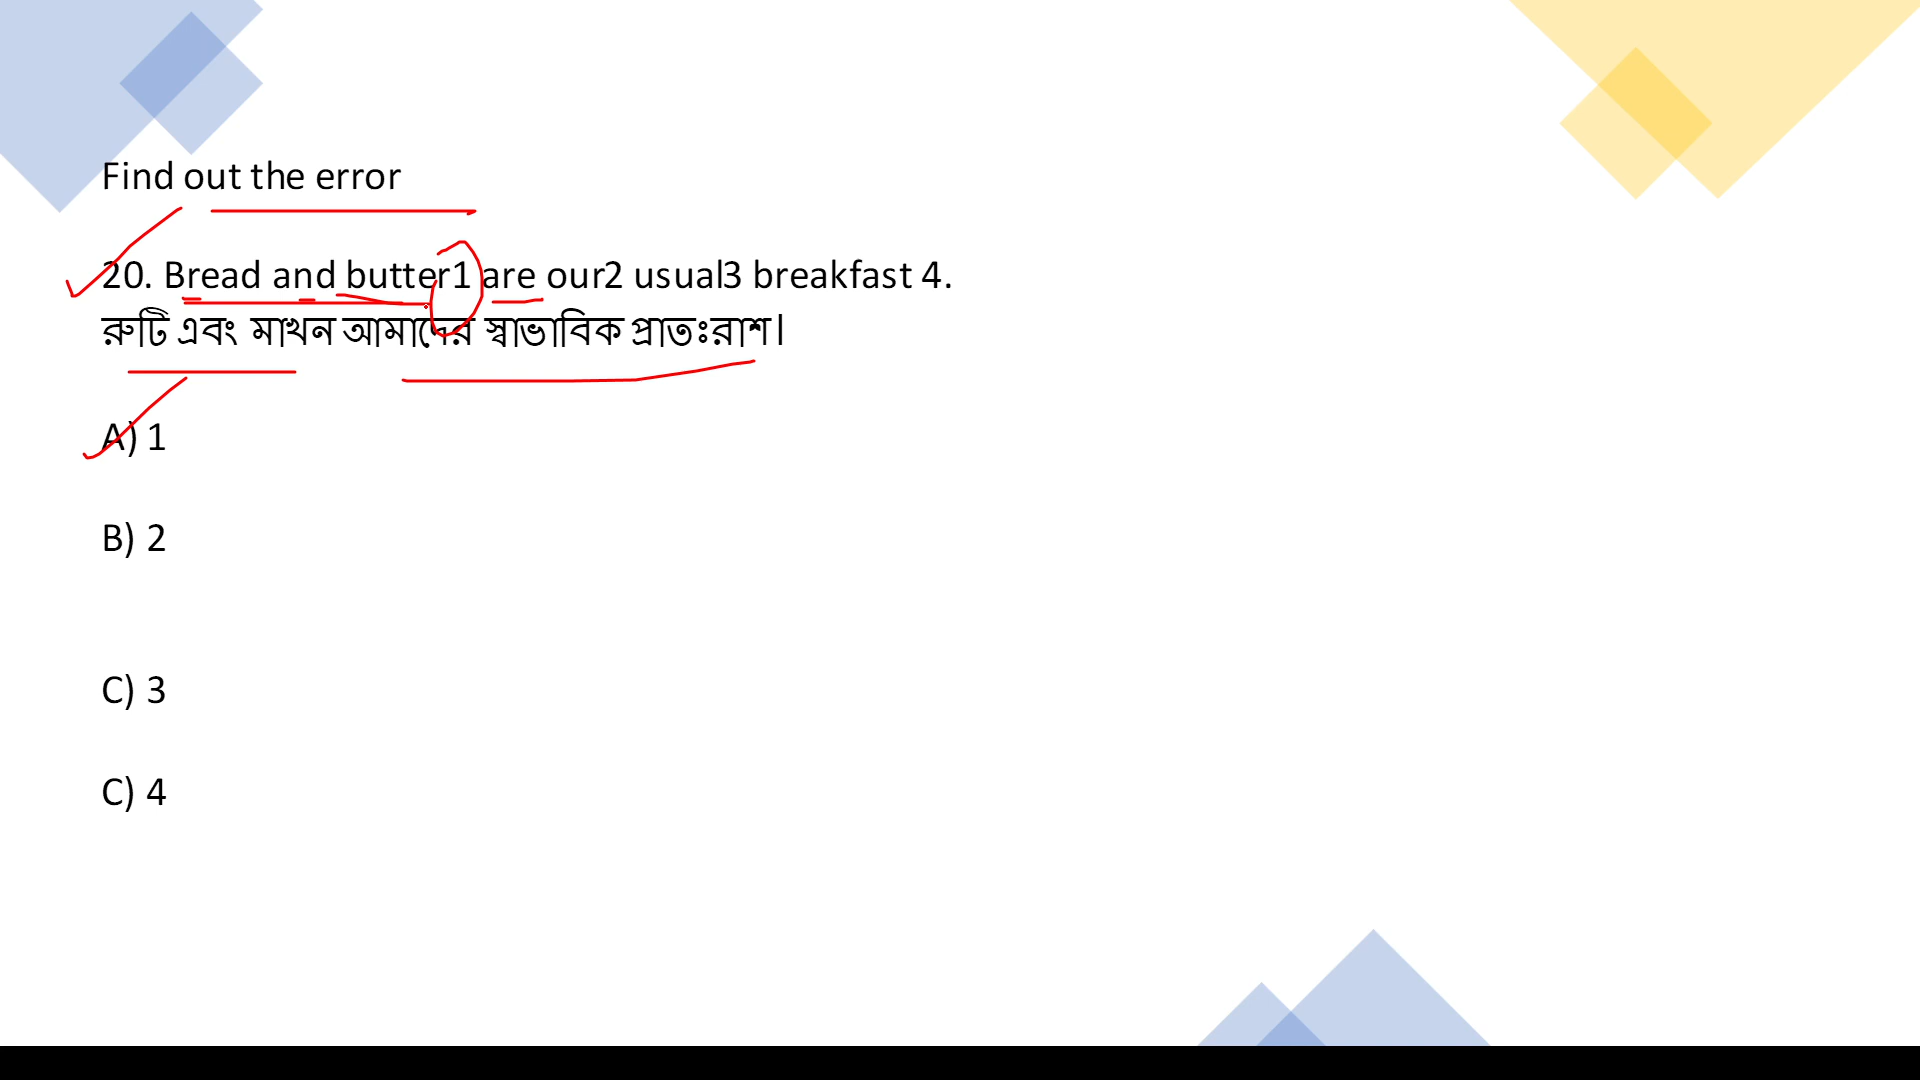 Find out the error
20. Bread and butter1 are our2 usual3 breakfast 4.
রুটি এবং মাখন আমাদের স্বাভাবিক প্রাতঃরাশ।
A) 1
B) 2
C) 3
C) 4